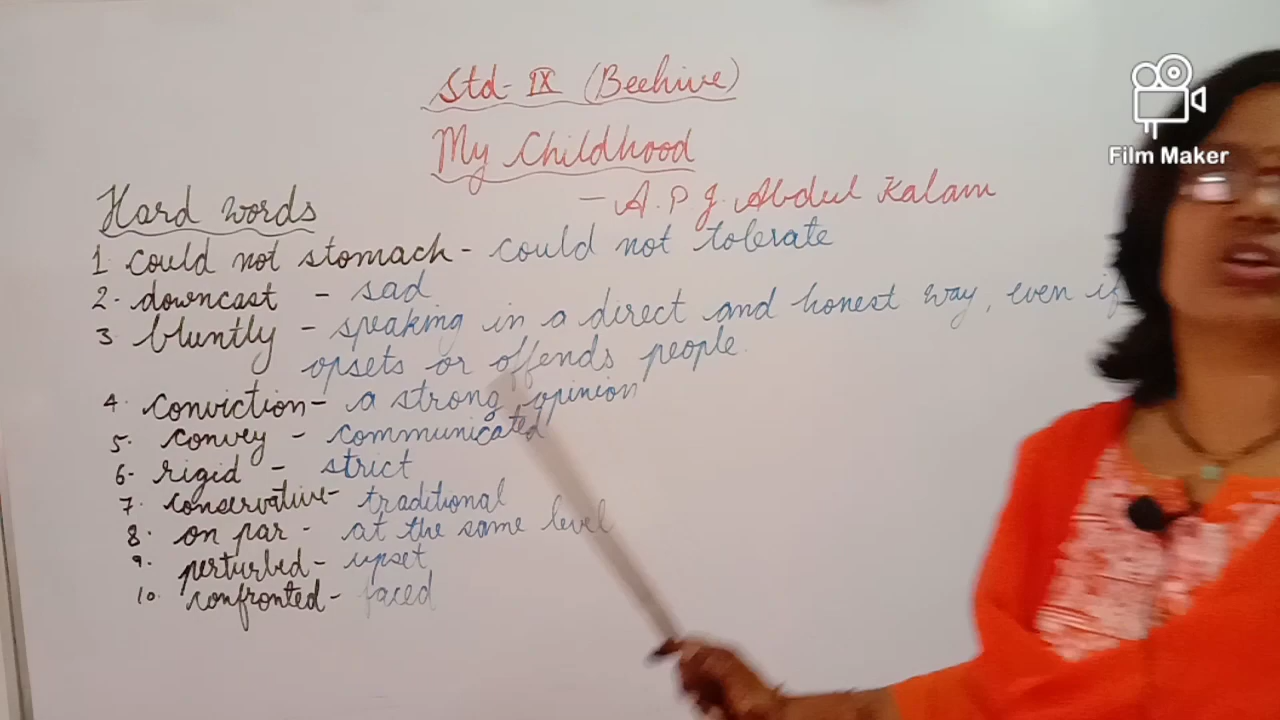 Std- IX (Beehive)
My Childhood
- A. P J. Abdul Kalam
Hard words
1 could not stomach - could not tolerate
2. downcast - sad
3 bluntly - speaking in a direct and honest way, even if
upsets or offends people.
4. conviction - a strong opinion
5. convey - communicated
6- rigid - strict
7. conservative - traditional
8. on par - at the same level
9. perturbed - upset
10. confronted - faced
Film Maker